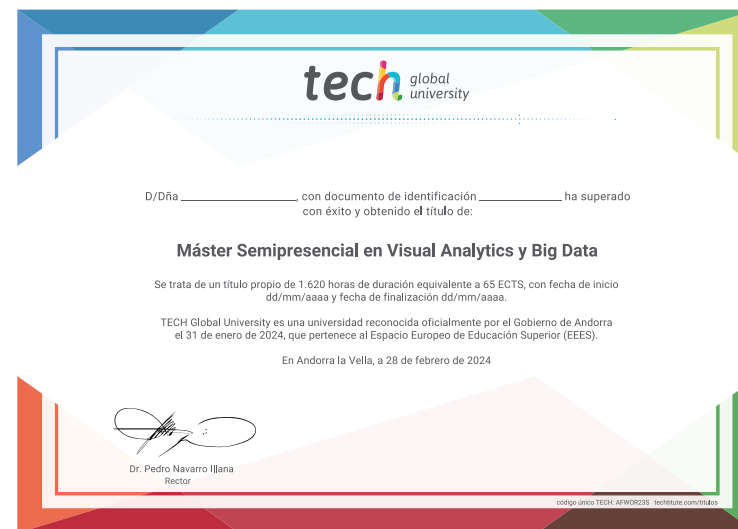 tech global university
D/Dña ____________________, con documento de identificación ______________ ha superado
con éxito y obtenido el título de:
Máster Semipresencial en Visual Analytics y Big Data
Se trata de un título propio de 1.620 horas de duración equivalente a 65 ECTS, con fecha de inicio
dd/mm/aaaa y fecha de finalización dd/mm/aaaa.
TECH Global University es una universidad reconocida oficialmente por el Gobierno de Andorra
el 31 de enero de 2024, que pertenece al Espacio Europeo de Educación Superior (EEES).
En Andorra la Vella, a 28 de febrero de 2024
Dr. Pedro Navarro Illana
Rector
código único TECH: AFWOR23S techtitute.com/titulos